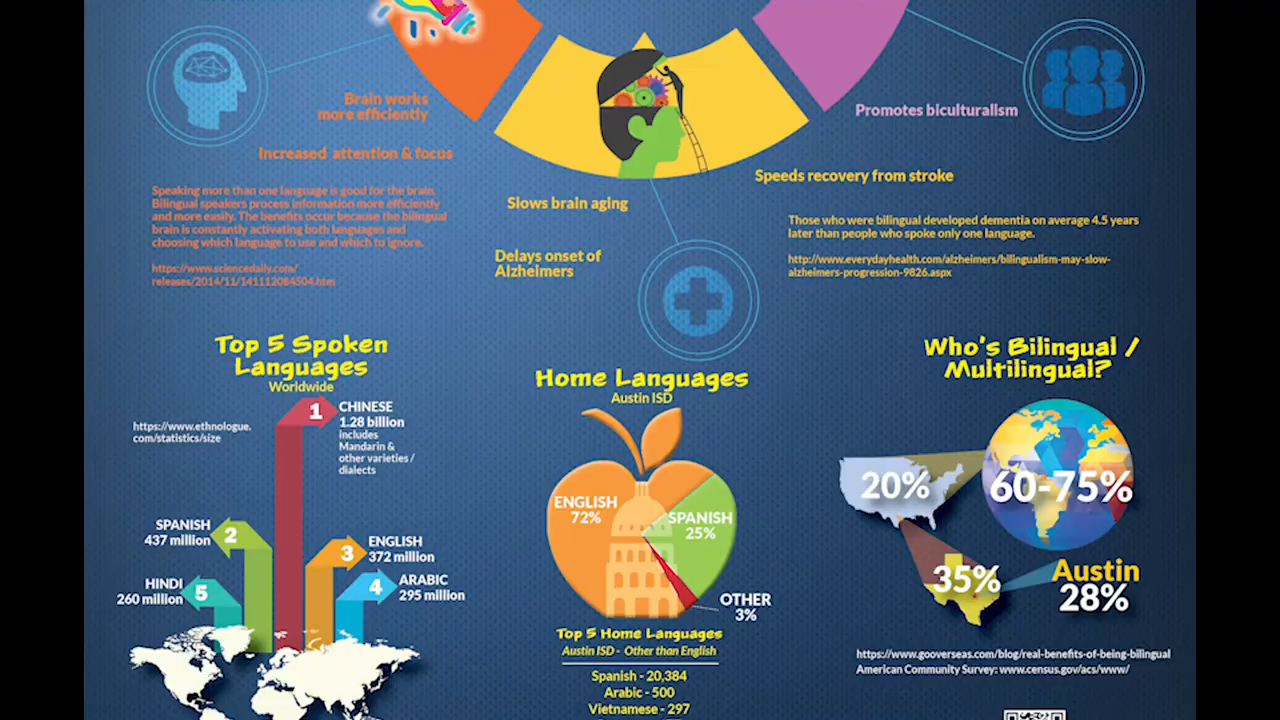 Brain works
more efficiently
Increased attention & focus
Speaking more than one language is good for the brain.
Bilingual speakers process information more efficiently
and more easily. The benefits occur because the bilingual
brain is constantly activating both languages and
choosing which language to use and which to ignore.
https://www.sciencedaily.com/
releases/2014/11/141112084504.htm
Slows brain aging
Delays onset of
Alzheimers
Promotes biculturalism
Speeds recovery from stroke
Those who were bilingual developed dementia on average 4.5 years
later than people who spoke only one language.
http://www.everydayhealth.com/alzheimers/bilingualism-may-slow-
alzheimers-progression-9826.aspx
Top 5 Spoken
Languages
Worldwide
https://www.ethnologue.
com/statistics/size
1
CHINESE
1.28 billion
includes
Mandarin &
other varieties /
dialects
SPANISH
437 million
2
3
ENGLISH
372 million
HINDI
260 million
5
4
ARABIC
295 million
Home Languages
Austin ISD
ENGLISH
72%
SPANISH
25%
OTHER
3%
Top 5 Home Languages
Austin ISD - Other than English
Spanish - 20,384
Arabic - 500
Vietnamese - 297
Who's Bilingual /
Multilingual?
20%
60-75%
35%
Austin
28%
https://www.gooverseas.com/blog/real-benefits-of-being-bilingual
American Community Survey: www.census.gov/acs/www/